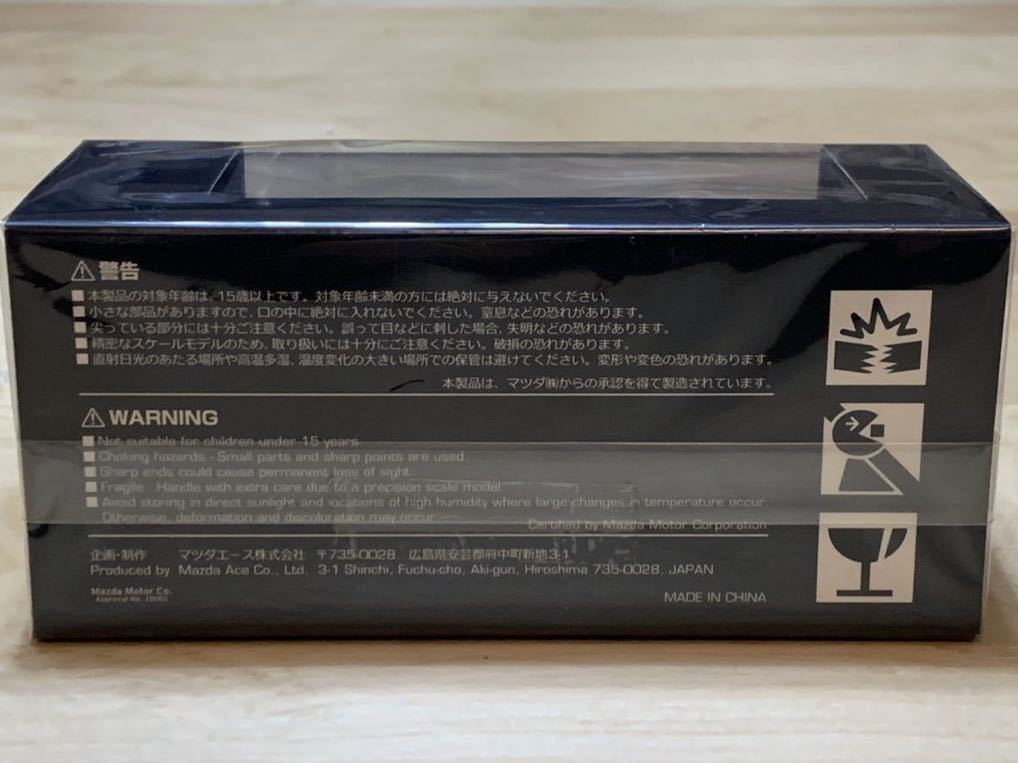 ⚠警告
■本製品の対象年齢は、15歳以上です。対象年齢未満の方には絶対に与えないでください。
■小さな部品がありますので、口の中に絶対に入れないでください。窒息などの恐れがあります。
■尖っている部分には十分ご注意ください。誤って目などに刺した場合、失明などの恐れがあります。
■精密なスケールモデルのため、取り扱いには十分にご注意ください。破損の恐れがあります。
■直射日光のあたる場所や高温多湿、温度変化の大きい場所での保管は避けてください。変形や変色の恐れがあります。
本製品は、マツダ㈱からの承認を得て製造されています。
⚠WARNING
■Not suitable for children under 15 years.
■Choking hazards - Small parts and sharp points are used
■Sharp ends could cause permanent loss of sight.
■Fragile - Handle with extra care due to a precision scale model
■Avoid storing in direct sunlight and locations of high humidity where large changes in temperature occur
Otherwise, deformation and discoloration may occur
Certified by Mazda Motor Corporation
企画・制作 マツダエース株式会社 〒735-0028 広島県安芸郡府中町新地3-1
Produced by Mazda Ace Co., Ltd. 3-1 Shinchi, Fuchu-cho, Aki-gun, Hiroshima 735-0028, JAPAN
Mazda Motor Co.
Approval No.
MADE IN CHINA